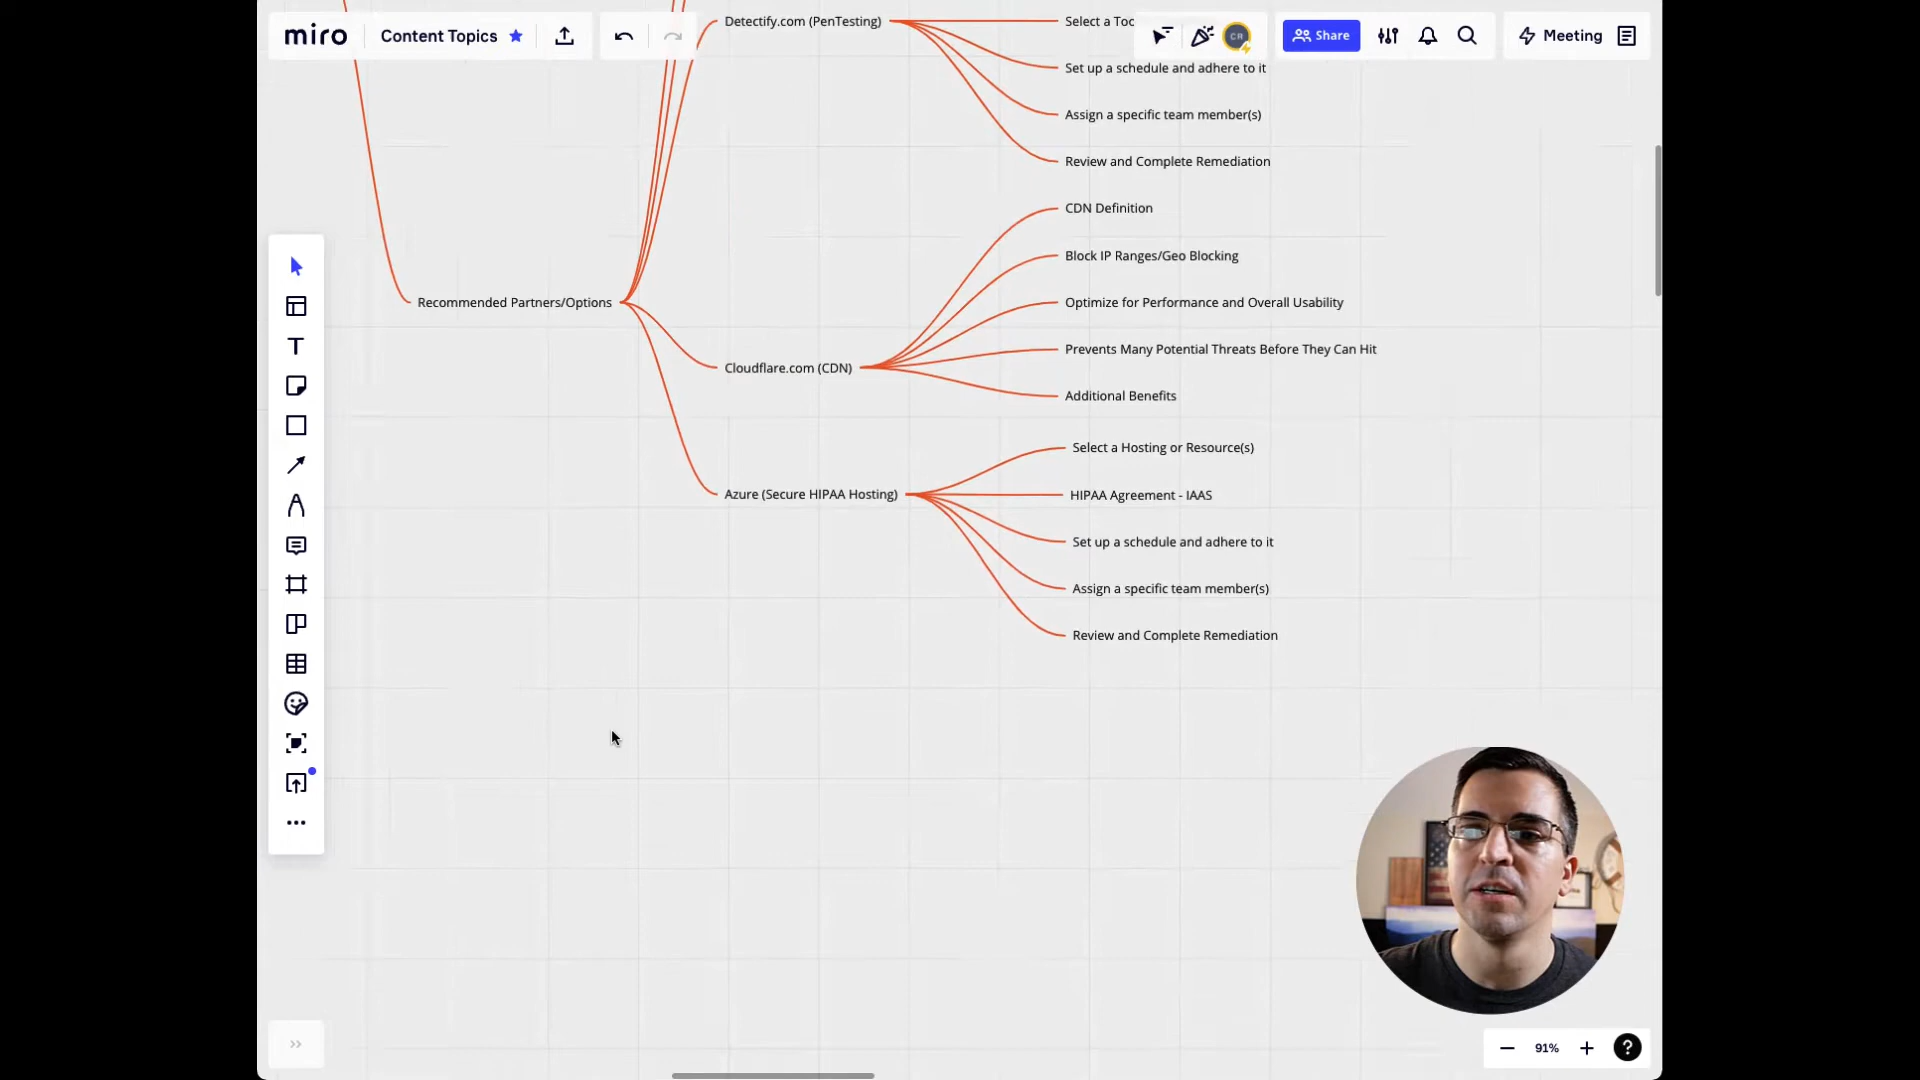 miro
Content Topics
CR
Share
Meeting
Detectify.com (PenTesting)
Select a Too
Set up a schedule and adhere to it
Assign a specific team member(s)
Review and Complete Remediation
Recommended Partners/Options
Cloudflare.com (CDN)
CDN Definition
Block IP Ranges/Geo Blocking
Optimize for Performance and Overall Usability
Prevents Many Potential Threats Before They Can Hit
Additional Benefits
Azure (Secure HIPAA Hosting)
Select a Hosting or Resource(s)
HIPAA Agreement - IAAS
Set up a schedule and adhere to it
Assign a specific team member(s)
Review and Complete Remediation
91%